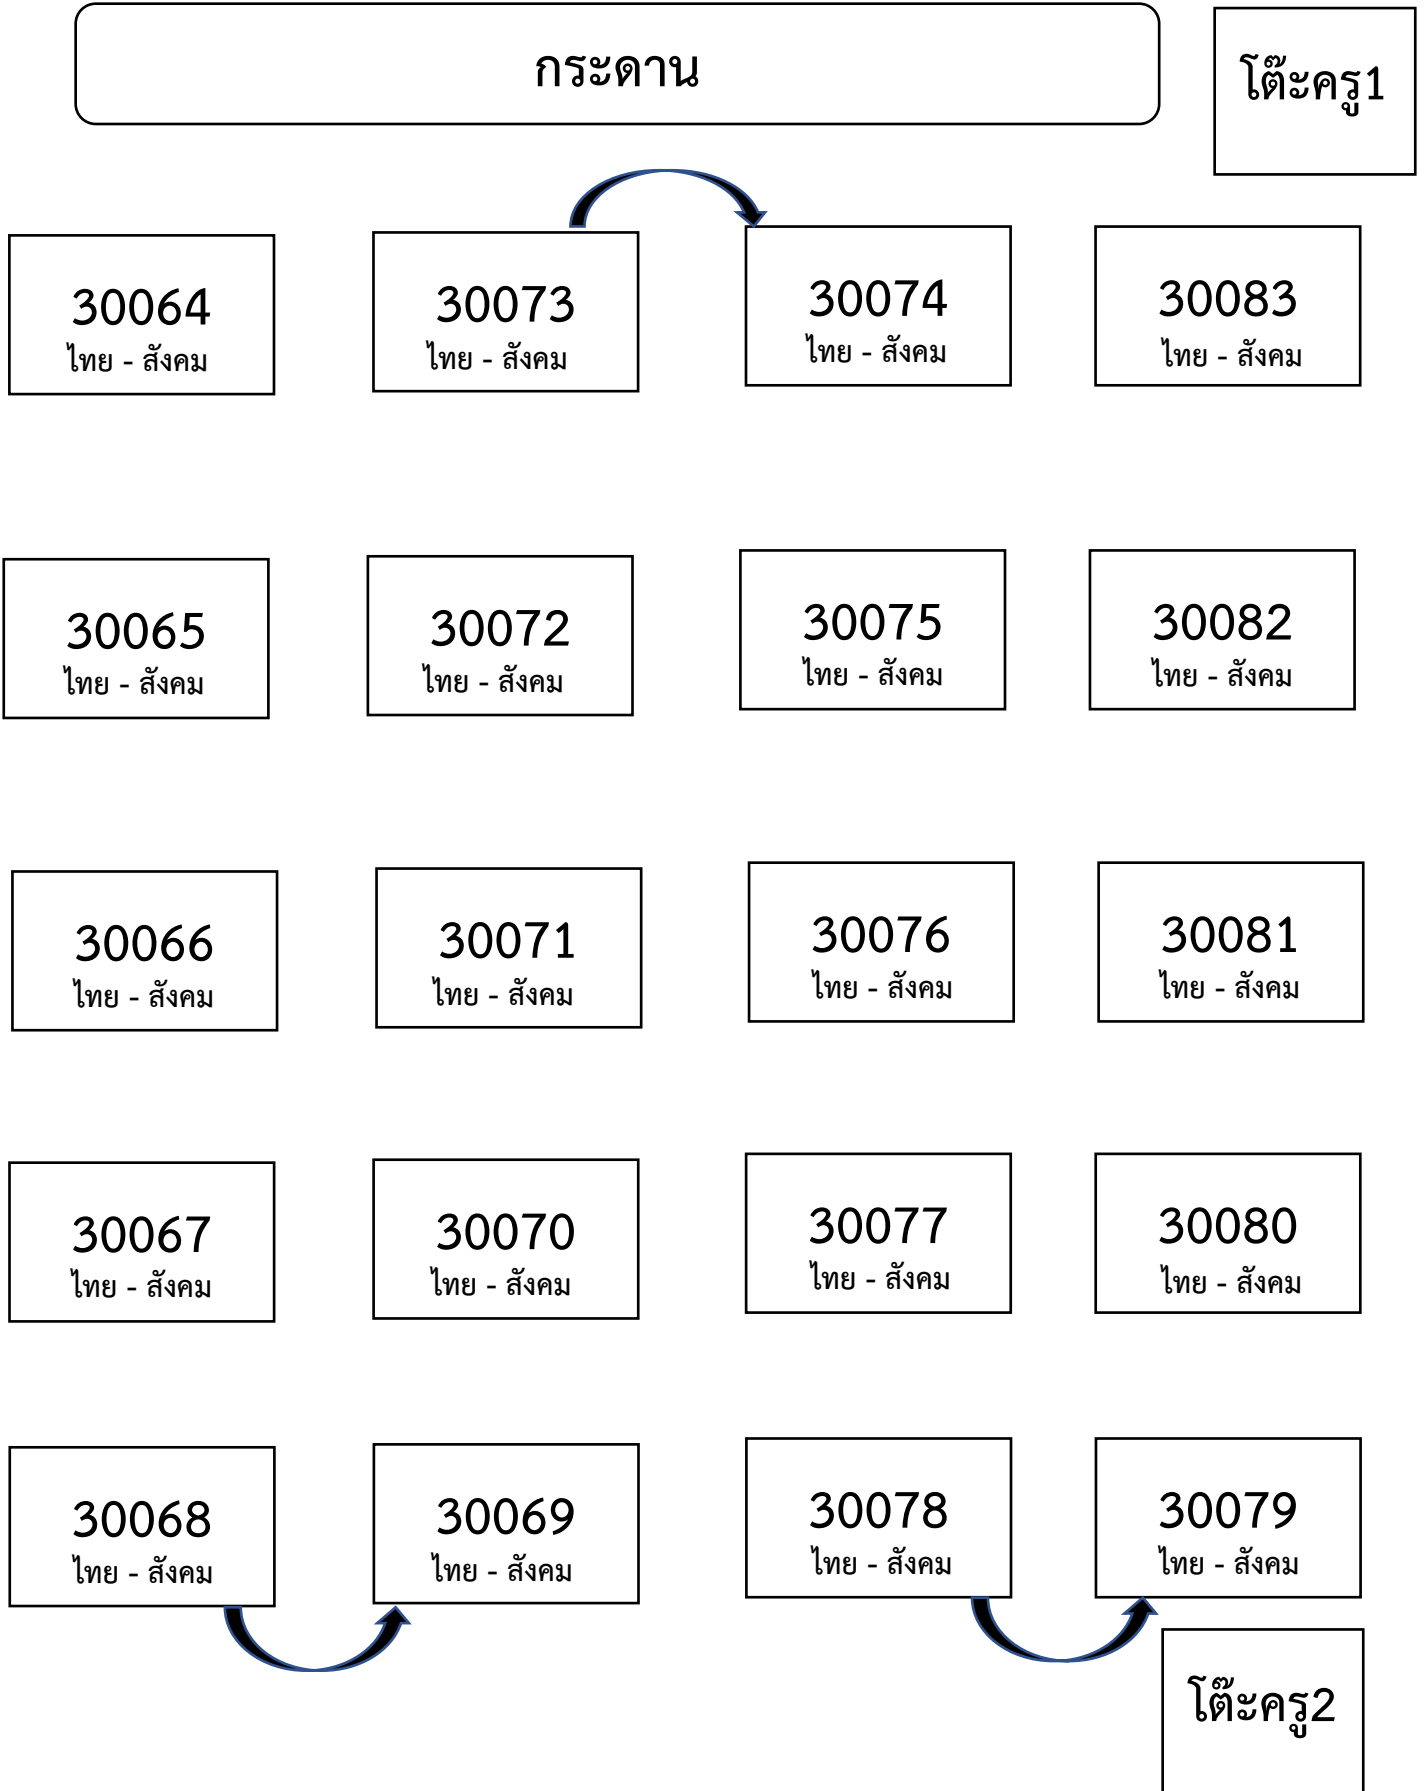 กระดาน
โต๊ะครู1
30064
ไทย - สังคม
30073
ไทย - สังคม
30074
ไทย - สังคม
30083
ไทย - สังคม
30065
ไทย - สังคม
30072
ไทย - สังคม
30075
ไทย - สังคม
30082
ไทย - สังคม
30066
ไทย - สังคม
30071
ไทย - สังคม
30076
ไทย - สังคม
30081
ไทย - สังคม
30067
ไทย - สังคม
30070
ไทย - สังคม
30077
ไทย - สังคม
30080
ไทย - สังคม
30068
ไทย - สังคม
30069
ไทย - สังคม
30078
ไทย - สังคม
30079
ไทย - สังคม
โต๊ะครู2